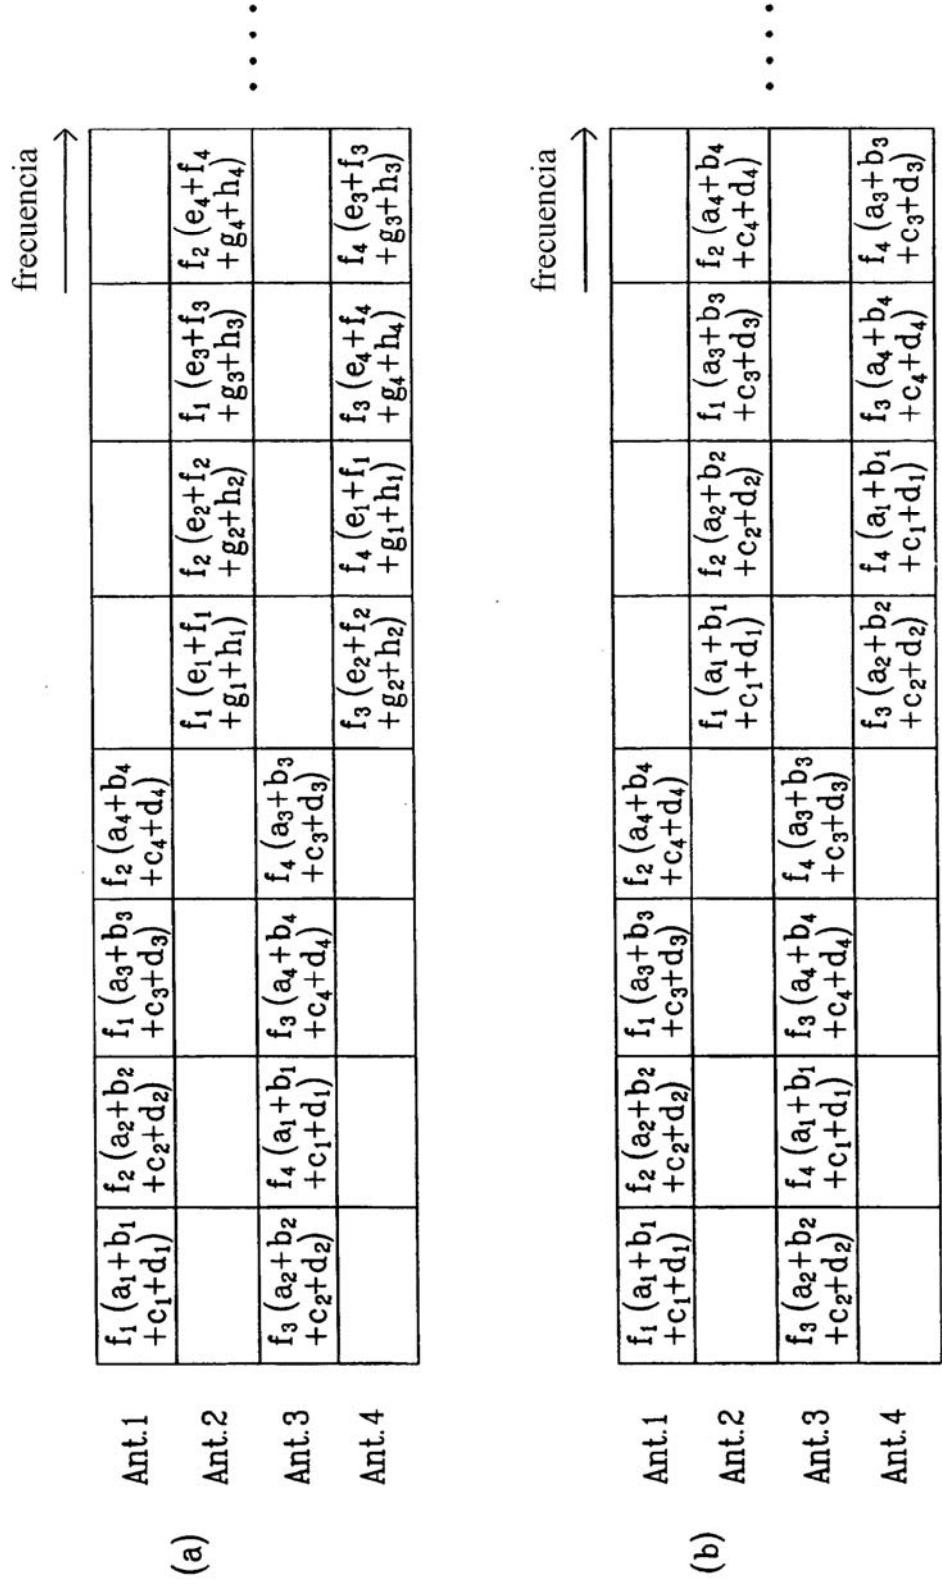 (a)
frecuencia
Ant.1 f₁ (a₁+b₁ f₂ (a₂+b₂ f₁ (a₃+b₃ f₂ (a₄+b₄
+c₁+d₁) +c₂+d₂) +c₃+d₃) +c₄+d₄)
Ant.2 f₁ (e₁+f₁ f₂ (e₂+f₂ f₁ (e₃+f₃ f₂ (e₄+f₄
+g₁+h₁) +g₂+h₂) +g₃+h₃) +g₄+h₄)
Ant.3 f₃ (a₂+b₂ f₄ (a₁+b₁ f₃ (a₄+b₄ f₄ (a₃+b₃
+c₂+d₂) +c₁+d₁) +c₄+d₄) +c₃+d₃)
Ant.4 f₃ (e₂+f₂ f₄ (e₁+f₁ f₃ (e₄+f₄ f₄ (e₃+f₃
+g₂+h₂) +g₁+h₁) +g₄+h₄) +g₃+h₃)
(b)
frecuencia
Ant.1 f₁ (a₁+b₁ f₂ (a₂+b₂ f₁ (a₃+b₃ f₂ (a₄+b₄
+c₁+d₁) +c₂+d₂) +c₃+d₃) +c₄+d₄)
Ant.2 f₁ (a₁+b₁ f₂ (a₂+b₂ f₁ (a₃+b₃ f₂ (a₄+b₄
+c₁+d₁) +c₂+d₂) +c₃+d₃) +c₄+d₄)
Ant.3 f₃ (a₂+b₂ f₄ (a₁+b₁ f₃ (a₄+b₄ f₄ (a₃+b₃
+c₂+d₂) +c₁+d₁) +c₄+d₄) +c₃+d₃)
Ant.4 f₃ (a₂+b₂ f₄ (a₁+b₁ f₃ (a₄+b₄ f₄ (a₃+b₃
+c₂+d₂) +c₁+d₁) +c₄+d₄) +c₃+d₃)